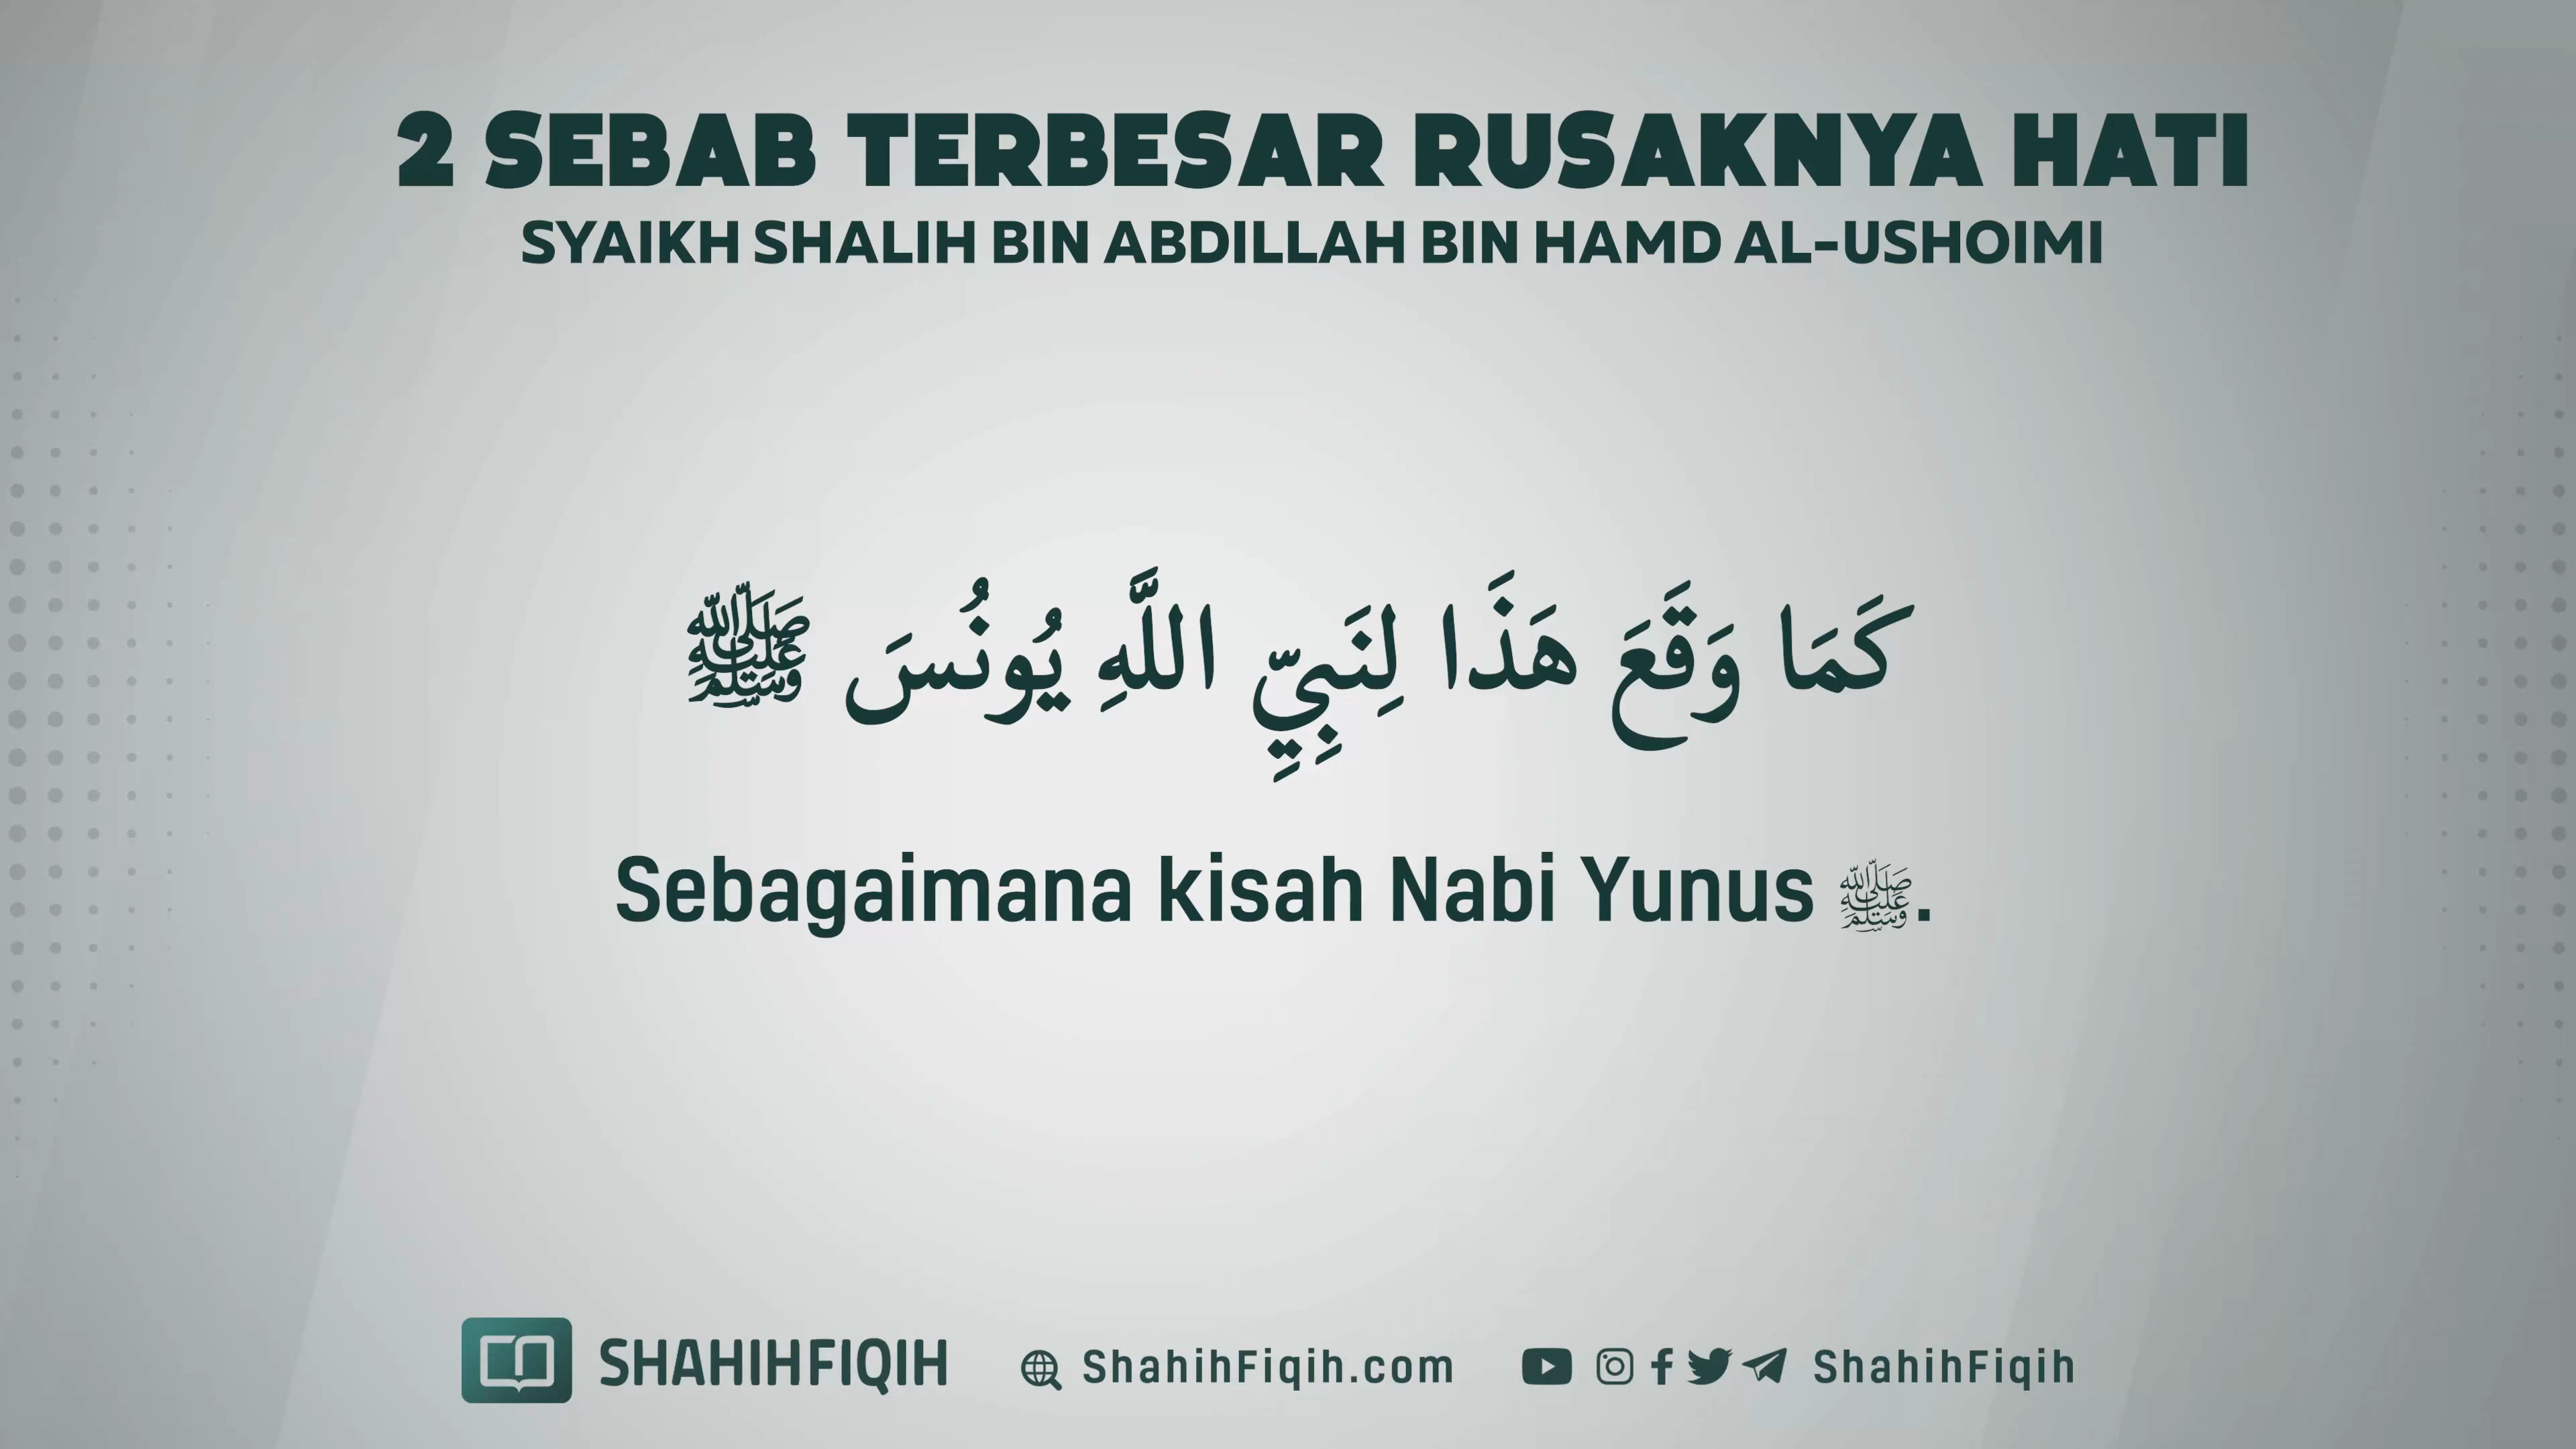 2 SEBAB TERBESAR RUSAKNYA HATI
SYAIKH SHALIH BIN ABDILLAH BIN HAMD AL-USHOIMI
كَمَا وَقَعَ هَذَا لِنَبِيِّ اللَّهِ يُونُسَ ﷺ
Sebagaimana kisah Nabi Yunus ﷺ.
SHAHIHFIQIH ShahihFiqih.com ShahihFiqih